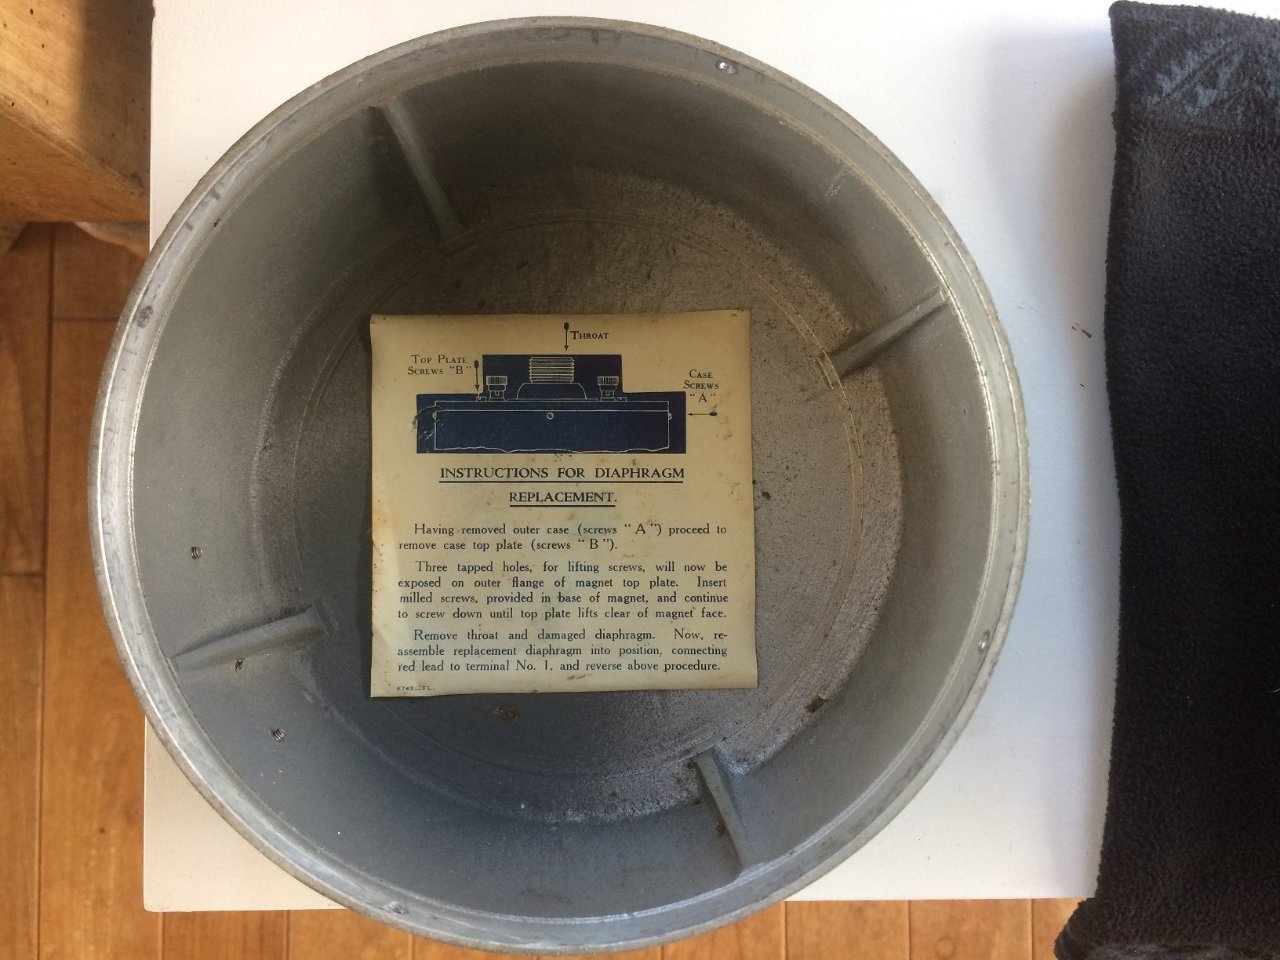 THROAT
TOP PLATE
SCREWS "B"
CASE
SCREWS
"A"
INSTRUCTIONS FOR DIAPHRAGM
REPLACEMENT.
Having removed outer case (screws "A") proceed to
remove case top plate (screws "B").
Three tapped holes, for lifting screws, will now be
exposed on outer flange of magnet top plate. Insert
milled screws, provided in base of magnet, and continue
to screw down until top plate lifts clear of magnet face.
Remove throat and damaged diaphragm. Now, re-
assemble replacement diaphragm into position, connecting
red lead to terminal No. 1, and reverse above procedure.